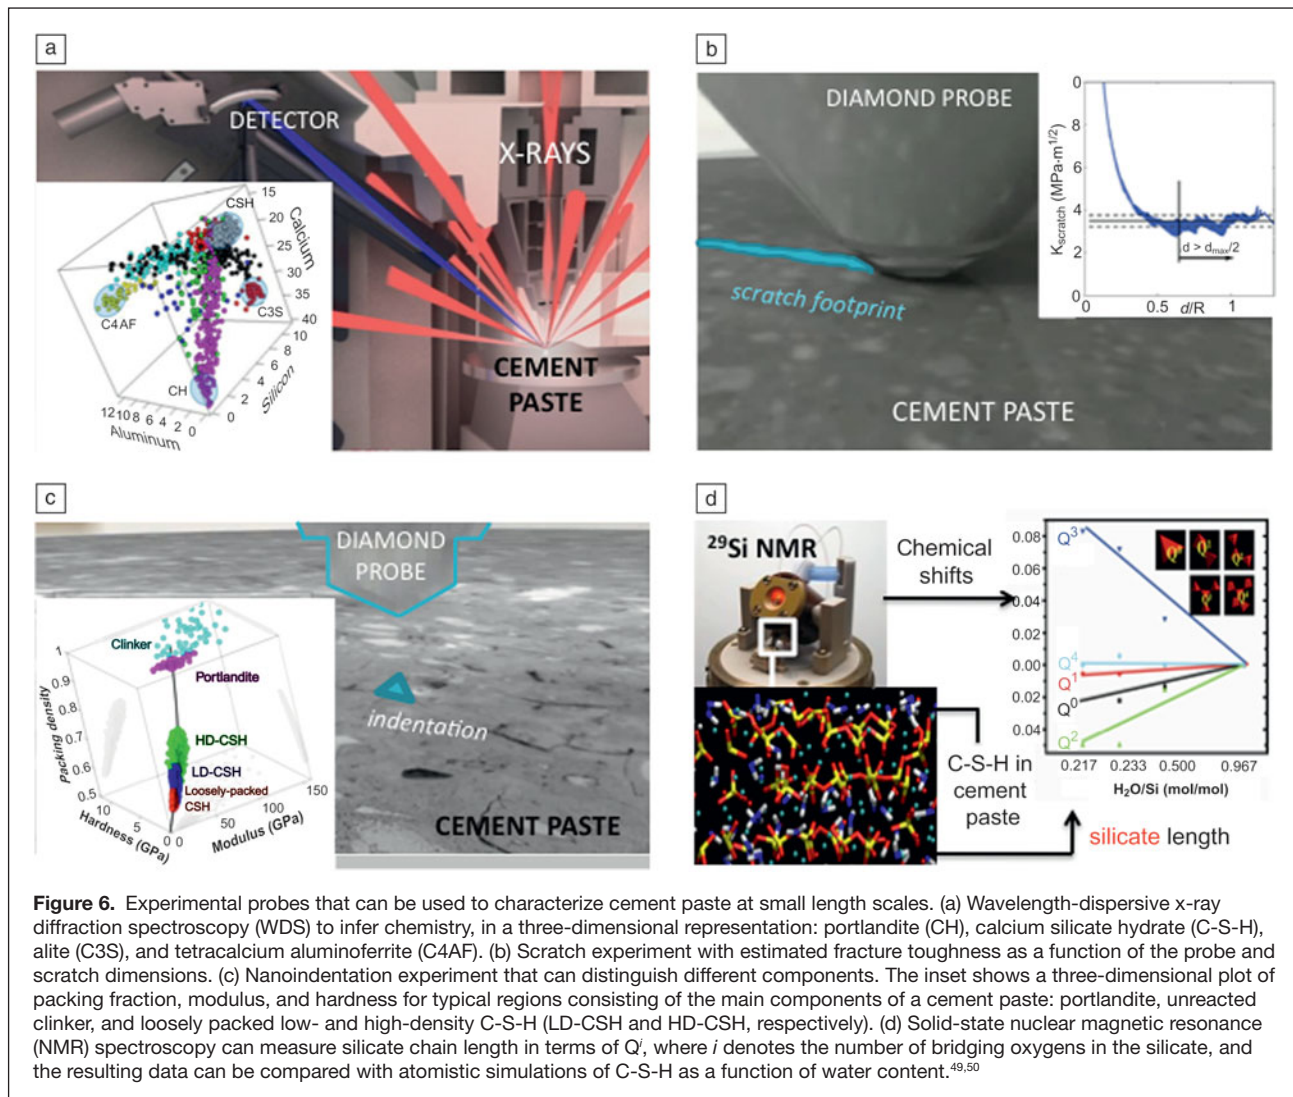 a
DETECTOR
X-RAYS
CEMENT
PASTE
CSH
C4AF
C3S
CH
15
20
25
30
35
40
Calcium
10
8
6
4
2
0
Silicon
12 10 8 6 4 2 0
Aluminum
b
DIAMOND PROBE
scratch footprint
CEMENT PASTE
0
8
6
4
2
0
Kscratch (MPa·m1/2)
d > dmax/2
0 0.5 1
d/R
c
DIAMOND
PROBE
indentation
CEMENT PASTE
Clinker
Portlandite
HD-CSH
LD-CSH
Loosely-packed
CSH
1
0.9
0.8
0.7
0.6
0.5
Packing density
10
5
0
Hardness (GPa)
0
50
100
150
Modulus (GPa)
d
29Si NMR
Chemical
shifts
C-S-H in
cement
paste
silicate length
0.08
0.06
0.04
0.02
0.00
0.02
0.04
Q3
Q4
Q1
Q0
Q2
0.217 0.233 0.500 0.967
H2O/Si (mol/mol)
Figure 6. Experimental probes that can be used to characterize cement paste at small length scales. (a) Wavelength-dispersive x-ray
diffraction spectroscopy (WDS) to infer chemistry, in a three-dimensional representation: portlandite (CH), calcium silicate hydrate (C-S-H),
alite (C3S), and tetracalcium aluminoferrite (C4AF). (b) Scratch experiment with estimated fracture toughness as a function of the probe and
scratch dimensions. (c) Nanoindentation experiment that can distinguish different components. The inset shows a three-dimensional plot of
packing fraction, modulus, and hardness for typical regions consisting of the main components of a cement paste: portlandite, unreacted
clinker, and loosely packed low- and high-density C-S-H (LD-CSH and HD-CSH, respectively). (d) Solid-state nuclear magnetic resonance
(NMR) spectroscopy can measure silicate chain length in terms of Qi, where i denotes the number of bridging oxygens in the silicate, and
the resulting data can be compared with atomistic simulations of C-S-H as a function of water content.49,50